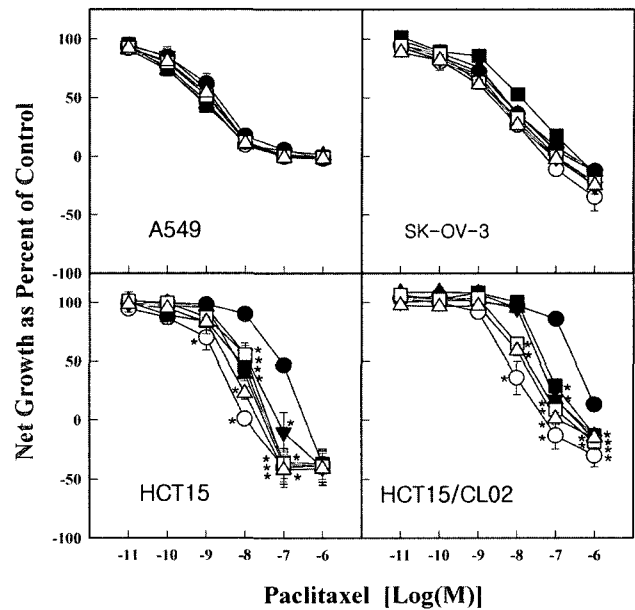 Net Growth as Percent of Control
100
50
0
-50
-100
A549
SK-OV-3
100
50
0
-50
-100
HCT15
HCT15/CL02
-11 -10 -9 -8 -7 -6
-11 -10 -9 -8 -7 -6
Paclitaxel [Log(M)]